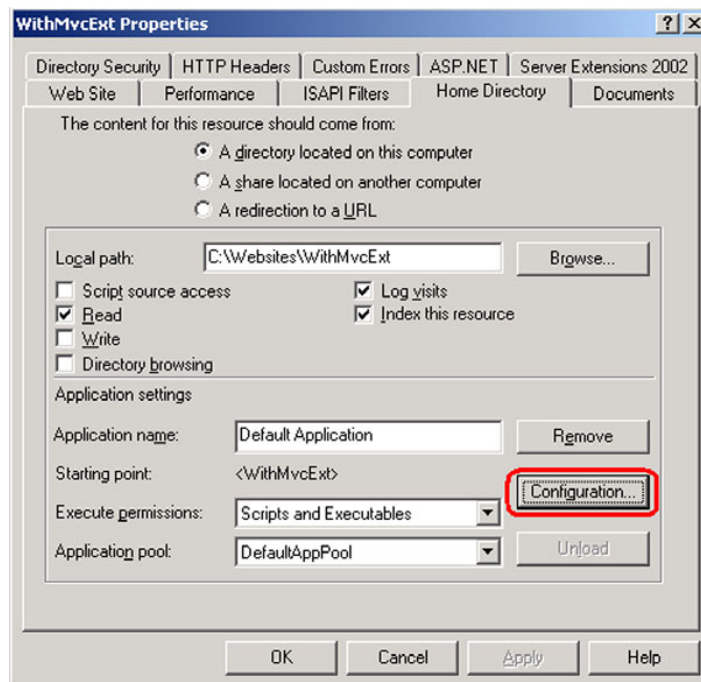 WithMvcExt Properties
Directory Security HTTP Headers Custom Errors ASP.NET Server Extensions 2002
Web Site Performance ISAPI Filters Home Directory Documents
The content for this resource should come from:
A directory located on this computer
A share located on another computer
A redirection to a URL
Local path: C:\Websites\WithMvcExt Browse...
Script source access Log visits
Read Index this resource
Write
Directory browsing
Application settings
Application name: Default Application Remove
Starting point: <WithMvcExt> Configuration...
Execute permissions: Scripts and Executables
Application pool: DefaultAppPool Unload
OK Cancel Apply Help